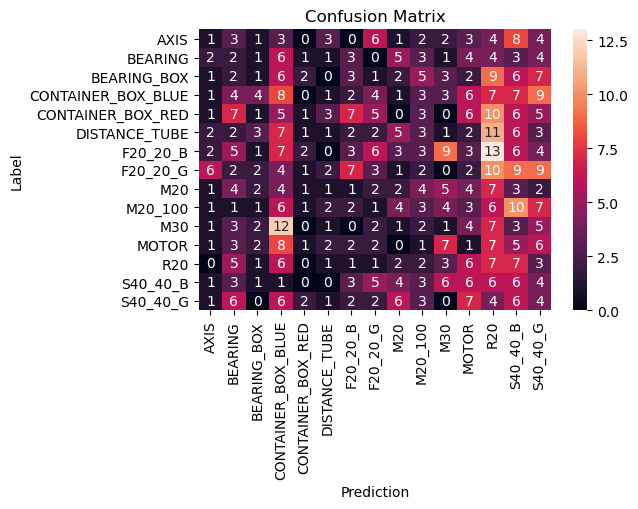 Confusion Matrix
AXIS 1 3 1 3 0 3 0 6 1 2 2 3 4 8 4
BEARING 2 2 1 6 1 1 3 0 5 3 1 4 4 3 4
BEARING_BOX 1 2 1 6 2 0 3 1 2 5 3 2 9 6 7
CONTAINER_BOX_BLUE 1 4 4 8 0 1 2 4 1 3 3 6 7 7 9
CONTAINER_BOX_RED 1 7 1 5 1 3 7 5 0 3 0 6 10 6 5
DISTANCE_TUBE 2 2 3 7 1 1 2 2 5 3 1 2 11 6 3
F20_20_B 2 5 1 7 2 0 3 6 3 3 9 3 13 6 4
F20_20_G 6 2 2 4 1 2 7 3 1 2 0 2 10 9 9
M20 1 4 2 4 1 1 1 2 2 4 5 4 7 3 2
M20_100 1 1 1 6 1 2 2 1 4 3 4 3 6 10 7
M30 1 3 2 12 0 1 0 2 1 2 1 4 7 3 5
MOTOR 1 3 2 8 1 2 2 2 0 1 7 1 7 5 6
R20 0 5 1 6 0 1 1 1 2 2 3 6 7 7 3
S40_40_B 1 3 1 1 0 0 3 5 4 3 6 6 6 6 4
S40_40_G 1 6 0 6 2 1 2 2 6 3 0 7 4 6 4
AXIS
BEARING
BEARING_BOX
CONTAINER_BOX_BLUE
CONTAINER_BOX_RED
DISTANCE_TUBE
F20_20_B
F20_20_G
M20
M20_100
M30
MOTOR
R20
S40_40_B
S40_40_G
Prediction
Label
12.5
10.0
7.5
5.0
2.5
0.0